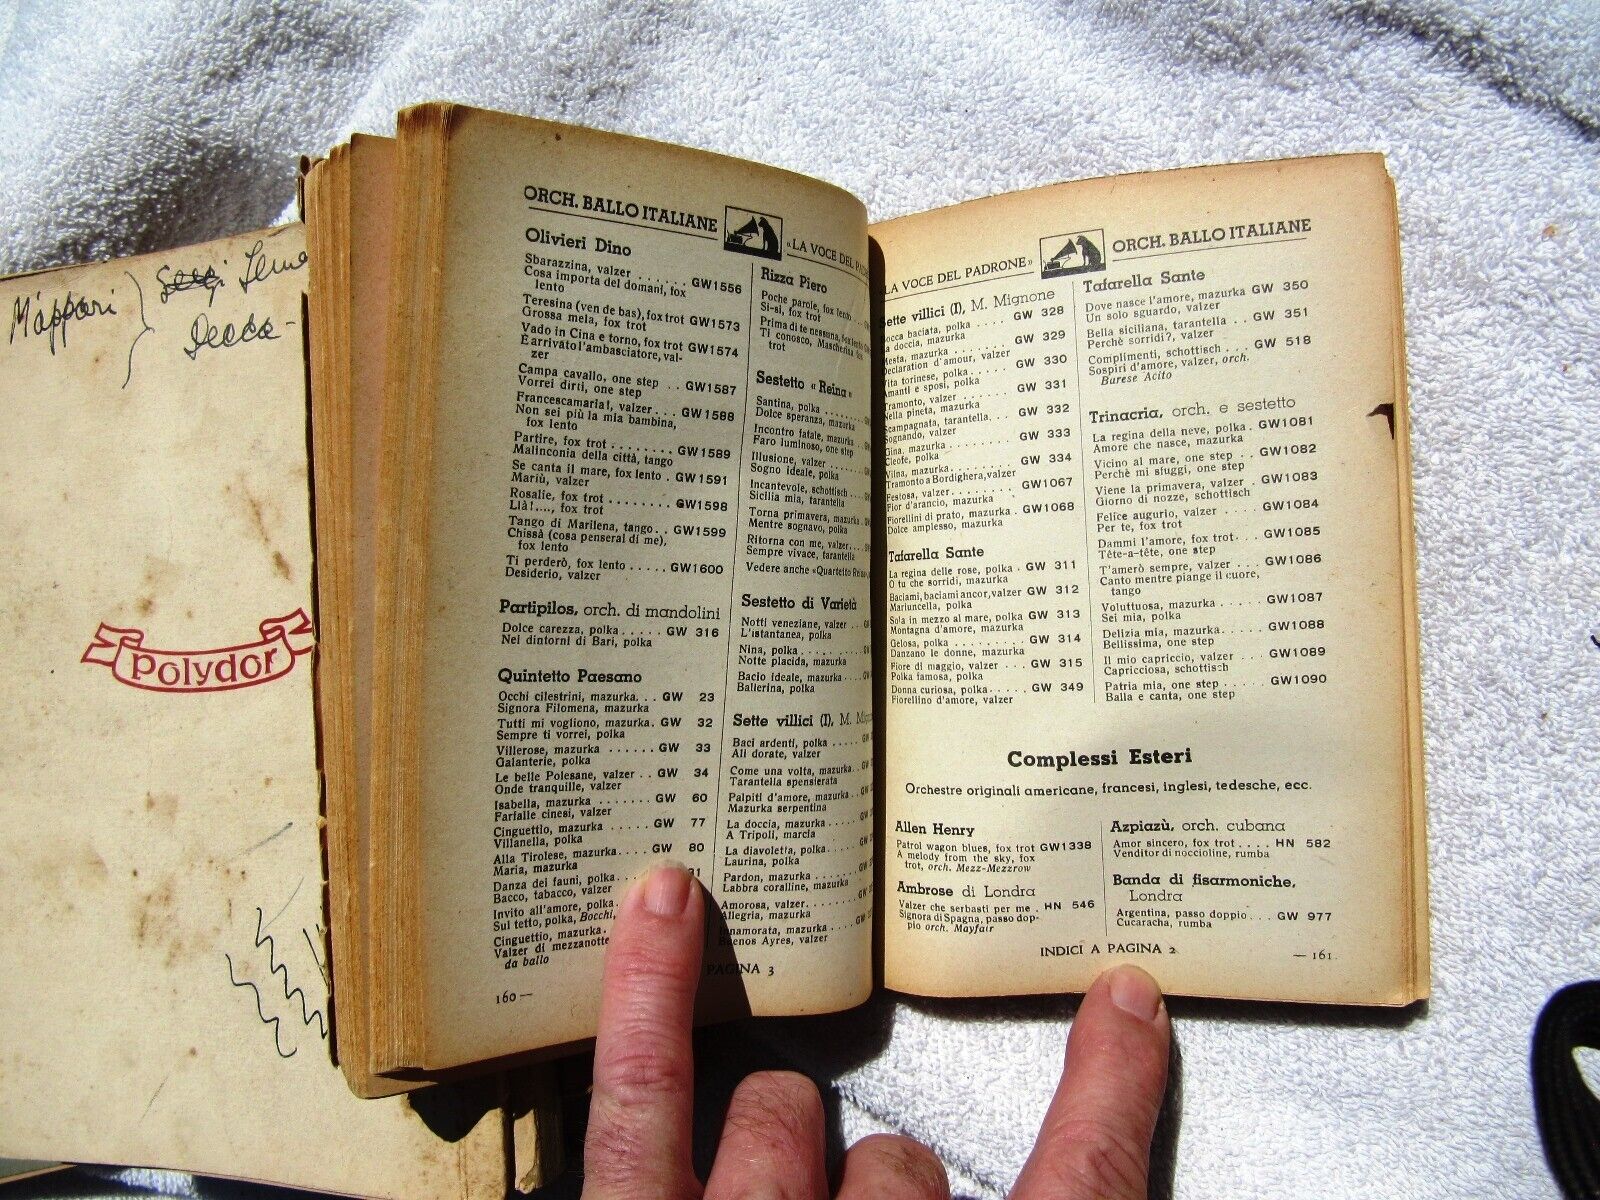 M'appari } Decca -
polydor
ORCH. BALLO ITALIANE
«LA VOCE DEL
Olivieri Dino
Sbarazzina, valzer . . . . . . GW1556
Cosa importa del domani, fox
lento
Teresina (ven de bas), fox trot GW1573
Grossa mela, fox trot
Vado in Cina e torno, fox trot GW1574
È arrivato l'ambasciatore, val-
zer
Campa cavallo, one step . . GW1587
Vorrei dirti, one step
Francescamaria!, valzer . . . GW1588
Non sei più la mia bambina,
fox lento
Partire, fox trot . . . . . . . GW1589
Malinconia della città, tango
Se canta il mare, fox lento . GW1591
Mariù, valzer
Rosalie, fox trot . . . . . . . GW1598
Llà!...., fox trot
Tango di Marilena, tango . . GW1599
Chissà (cosa penserai di me),
fox lento
Ti perderò, fox lento . . . . . GW1600
Desiderio, valzer
Partipilos, orch. di mandolini
Dolce carezza, polka . . . . . GW 316
Nei dintorni di Bari, polka
Quintetto Paesano
Occhi cilestrini, mazurka . . . GW 23
Signora Filomena, mazurka
Tutti mi vogliono, mazurka . GW 32
Sempre ti vorrei, polka
Villerose, mazurka . . . . . . GW 33
Galanterie, polka
Le belle Polesane, valzer . . GW 34
Onde tranquille, valzer
Isabella, mazurka . . . . . . . GW 60
Farfalle cinesi, valzer
Cinguettio, mazurka . . . . . GW 77
Villanella, polka
Alla Tirolese, mazurka . . . . GW 80
Maria, mazurka
Danza dei fauni, polka . . .
Bacco, tabacco, valzer
Invito all'amore, polka
Sul tetto, polka, Bocchi,
Cinguettio, mazurka
Valzer di mezzanotte
da ballo
Rizza Piero
Poche parole, fox lento
Si-si, fox trot
Prima di te nessuna, fox lento
Ti conosco, Mascherina fox
trot
Sestetto «Reina»
Santina, polka
Dolce speranza, mazurka
Incontro fatale, mazurka
Faro luminoso, one step
Illusione, valzer
Sogno ideale, polka
Incantevole, schottisch
Sicilia mia, tarantella
Torna primavera, mazurka
Mentre sognavo, polka
Ritorna con me, valzer
Sempre vivace, tarantella
Vedere anche «Quartetto
Sestetto di Varietà
Notti veneziane, valzer
L'istantanea, polka
Nina, polka
Notte placida, mazurka
Bacio ideale, mazurka
Ballerina, polka
Sette villici (I), M.
Baci ardenti, polka
Ali dorate, valzer
Come una volta, mazurka
Tarantella spensierata
Palpiti d'amore, mazurka
Mazurka serpentina
La doccia, mazurka
A Tripoli, marcia
La diavoletta, polka
Laurina, polka
Pardon, mazurka
Labbra coralline, mazurka
Amorosa, valzer
Allegria, mazurka
Innamorata, mazurka
Buenos Ayres, valzer
PAGINA 3
160 —
LA VOCE DEL PADRONE»
ORCH. BALLO ITALIANE
Sette villici (I), M. Mignone
Bocca baciata, polka . . . . GW 328
La doccia, mazurka
Mesta, mazurka . . . . . . . GW 329
Declaration d'amour, valzer
Vita torinese, polka . . . . . GW 330
Amanti e sposi, polka
Tramonto, valzer . . . . . . GW 331
Nella pineta, mazurka
Scampagnata, tarantella . . . GW 332
Sognando, valzer
Gina, mazurka . . . . . . . . GW 333
Cleofe, polka
Vilna, mazurka . . . . . . . . GW 334
Tramonto a Bordighera, valzer
Festosa, valzer . . . . . . . . GW1067
Fior d'arancio, mazurka
Fiorellini di prato, mazurka . GW1068
Dolce amplesso, mazurka
Tafarella Sante
La regina delle rose, polka . GW 311
O tu che sorridi, mazurka
Baciami, baciami ancor, valzer GW 312
Mariuncella, polka
Sola in mezzo al mare, polka GW 313
Montagna d'amore, mazurka
Gelosa, polka . . . . . . . . GW 314
Danzano le donne, mazurka
Fiore di maggio, valzer . . . GW 315
Polka famosa, polka
Donna curiosa, polka . . . . . GW 349
Fiorellino d'amore, valzer
Tafarella Sante
Dove nasce l'amore, mazurka GW 350
Un solo sguardo, valzer
Bella siciliana, tarantella . . GW 351
Perchè sorridi?, valzer
Complimenti, schottisch . . . GW 518
Sospiri d'amore, valzer, orch.
Burese Acito
Trinacria, orch. e sestetto
La regina della neve, polka . GW1081
Amore che nasce, mazurka
Vicino al mare, one step . . GW1082
Perchè mi sfuggi, one step
Viene la primavera, valzer . GW1083
Giorno di nozze, schottisch
Felice augurio, valzer . . . . GW1084
Per te, fox trot
Dammi l'amore, fox trot . . . GW1085
Tête-a-tête, one step
T'amerò sempre, valzer . . . GW1086
Canto mentre piange il cuore,
tango
Voluttuosa, mazurka . . . . . GW1087
Sei mia, polka
Delizia mia, mazurka . . . . . GW1088
Bellissima, one step
Il mio capriccio, valzer . . . GW1089
Capricciosa, schottisch
Patria mia, one step . . . . . GW1090
Balla e canta, one step
Complessi Esteri
Orchestre originali americane, francesi, inglesi, tedesche, ecc.
Allen Henry
Patrol wagon blues, fox trot GW1338
A melody from the sky, fox
trot, orch. Mezz-Mezzrow
Ambrose di Londra
Valzer che serbasti per me . HN 546
Signora di Spagna, passo dop-
pio orch. Mayfair
Azpiazù, orch. cubana
Amor sincero, fox trot . . . . HN 582
Venditor di noccioline, rumba
Banda di fisarmoniche,
Londra
Argentina, passo doppio . . . GW 977
Cucaracha, rumba
INDICI A PAGINA 2
— 161